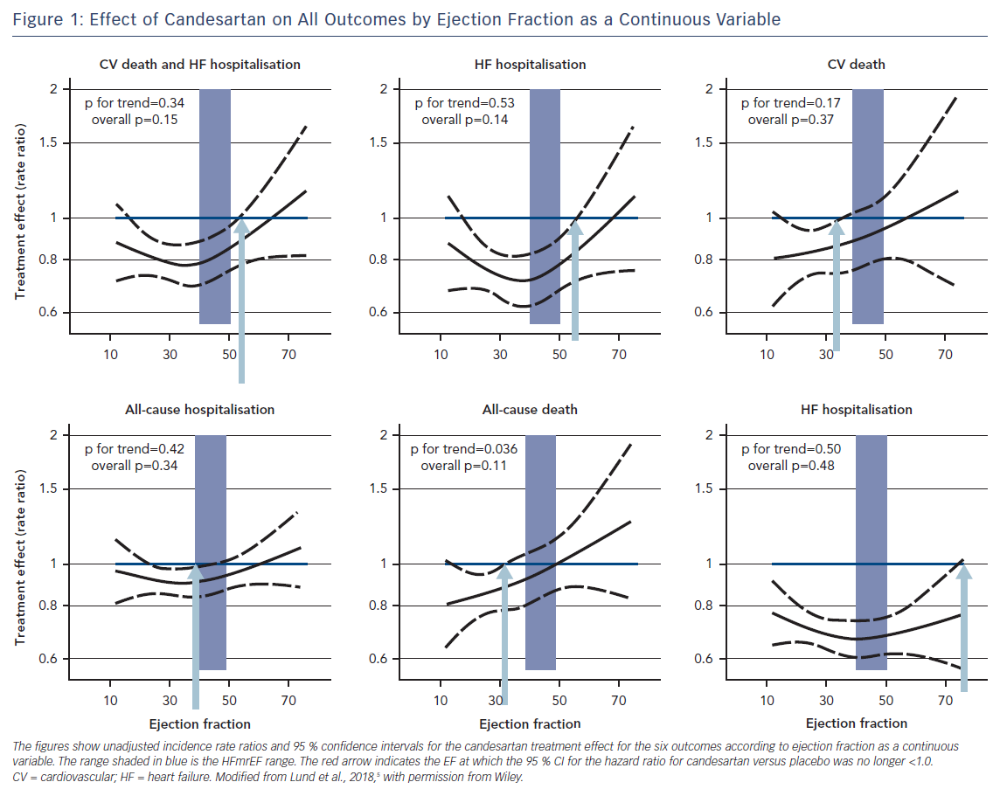 Figure 1: Effect of Candesartan on All Outcomes by Ejection Fraction as a Continuous Variable
CV death and HF hospitalisation
Treatment effect (rate ratio)
2
1.5
1
0.8
0.6
p for trend=0.34
overall p=0.15
10 30 50 70
HF hospitalisation
2
1.5
1
0.8
0.6
p for trend=0.53
overall p=0.14
10 30 50 70
CV death
2
1.5
1
0.8
0.6
p for trend=0.17
overall p=0.37
10 30 50 70
All-cause hospitalisation
Treatment effect (rate ratio)
2
1.5
1
0.8
0.6
p for trend=0.42
overall p=0.34
10 30 50 70
Ejection fraction
All-cause death
2
1.5
1
0.8
0.6
p for trend=0.036
overall p=0.11
10 30 50 70
Ejection fraction
HF hospitalisation
2
1.5
1
0.8
0.6
p for trend=0.50
overall p=0.48
10 30 50 70
Ejection fraction
The figures show unadjusted incidence rate ratios and 95 % confidence intervals for the candesartan treatment effect for the six outcomes according to ejection fraction as a continuous
variable. The range shaded in blue is the HFmrEF range. The red arrow indicates the EF at which the 95 % CI for the hazard ratio for candesartan versus placebo was no longer <1.0.
CV = cardiovascular; HF = heart failure. Modified from Lund et al., 2018,⁵ with permission from Wiley.